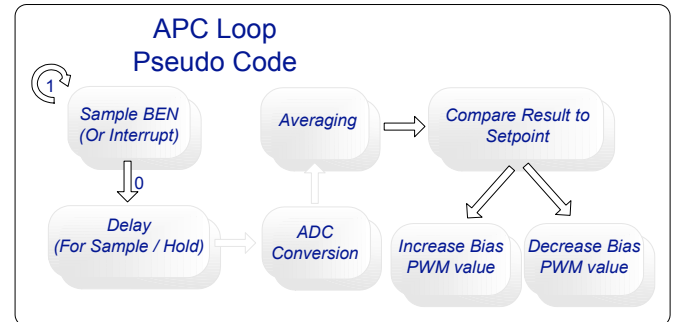 APC Loop
Pseudo Code
1
Sample BEN
(Or Interrupt)
0
Delay
(For Sample / Hold)
ADC
Conversion
Averaging
Compare Result to
Setpoint
Increase Bias
PWM value
Decrease Bias
PWM value